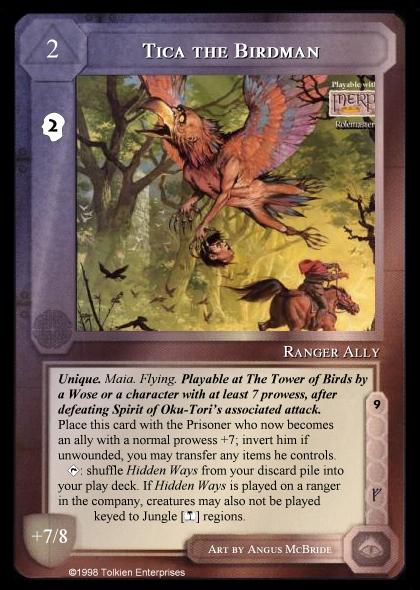 2
TICA THE BIRDMAN
Playable with
MERP
Rolemaster
2
RANGER ALLY
Unique. Maia. Flying. Playable at The Tower of Birds by
a Wose or a character with at least 7 prowess, after
defeating Spirit of Oku-Tori's associated attack.
Place this card with the Prisoner who now becomes
an ally with a normal prowess +7; invert him if
unwounded, you may transfer any items he controls.
: shuffle Hidden Ways from your discard pile into
your play deck. If Hidden Ways is played on a ranger
in the company, creatures may also not be played
keyed to Jungle [ ] regions.
9
+7/8
ART BY ANGUS MCBRIDE
©1998 Tolkien Enterprises